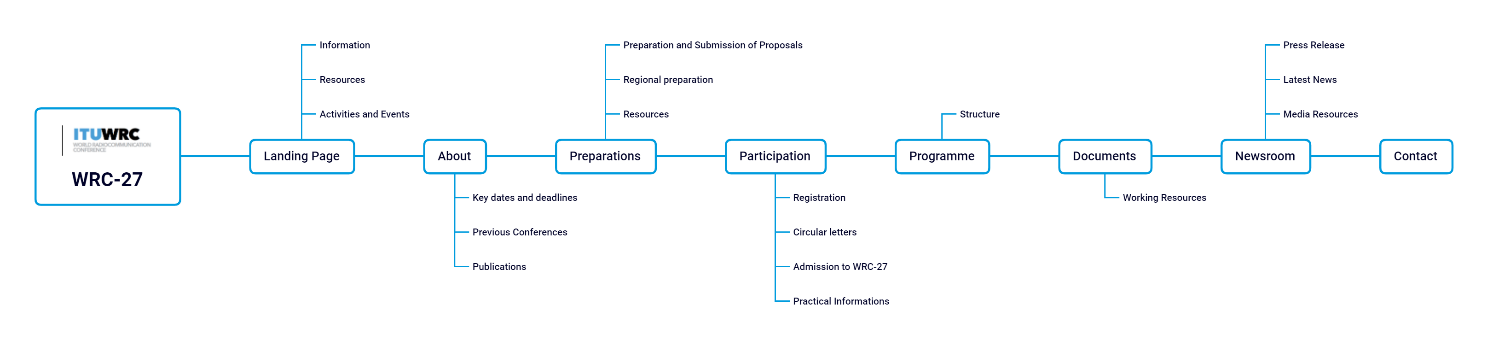 ITUWRC
WORLD RADIOCOMMUNICATION
CONFERENCE
WRC-27
Information
Resources
Activities and Events
Landing Page
About
Key dates and deadlines
Previous Conferences
Publications
Preparation and Submission of Proposals
Regional preparation
Resources
Preparations
Participation
Registration
Circular letters
Admission to WRC-27
Practical Informations
Structure
Programme
Documents
Working Resources
Press Release
Latest News
Media Resources
Newsroom
Contact